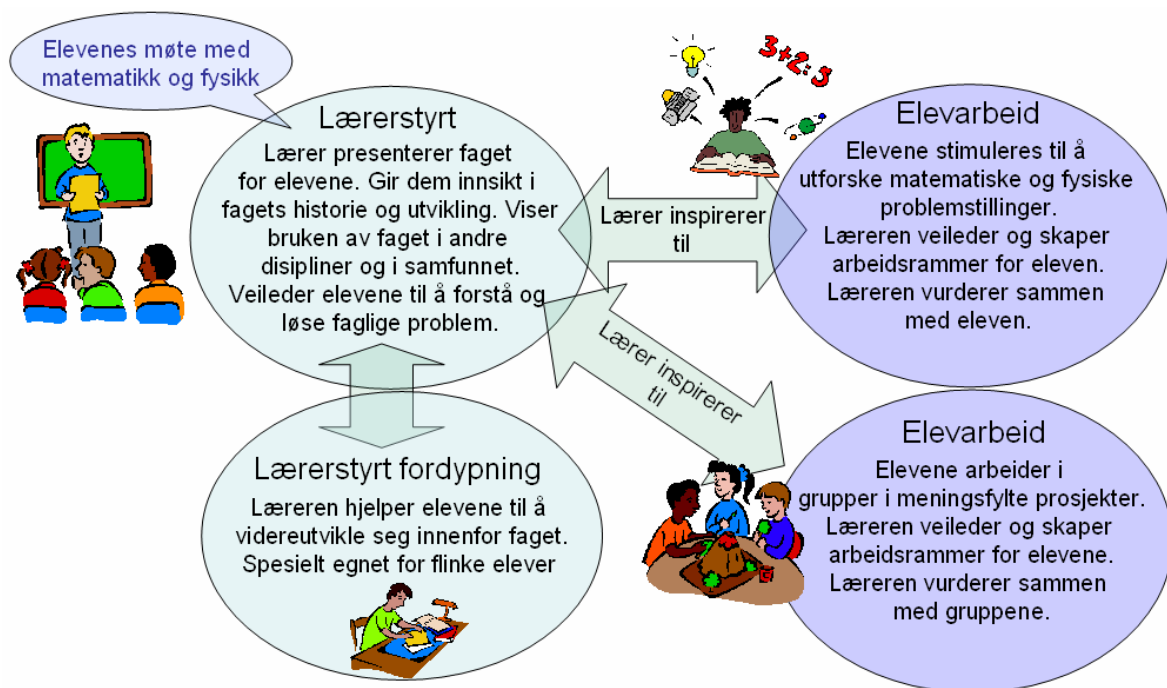 Elevenes møte med
matematikk og fysikk
Lærerstyrt
Lærer presenterer faget
for elevene. Gir dem innsikt i
fagets historie og utvikling. Viser
bruken av faget i andre
disipliner og i samfunnet.
Veileder elevene til å forstå og
løse faglige problem.
3+2:3
Lærer inspirerer
til
Elevarbeid
Elevene stimuleres til å
utforske matematiske og fysiske
problemstillinger.
Læreren veileder og skaper
arbeidsrammer for eleven.
Læreren vurderer sammen
med eleven.
Lærer inspirerer
til
Lærerstyrt fordypning
Læreren hjelper elevene til å
videreutvikle seg innenfor faget.
Spesielt egnet for flinke elever
Elevarbeid
Elevene arbeider i
grupper i meningsfylte prosjekter.
Læreren veileder og skaper
arbeidsrammer for elevene.
Læreren vurderer sammen
med gruppene.